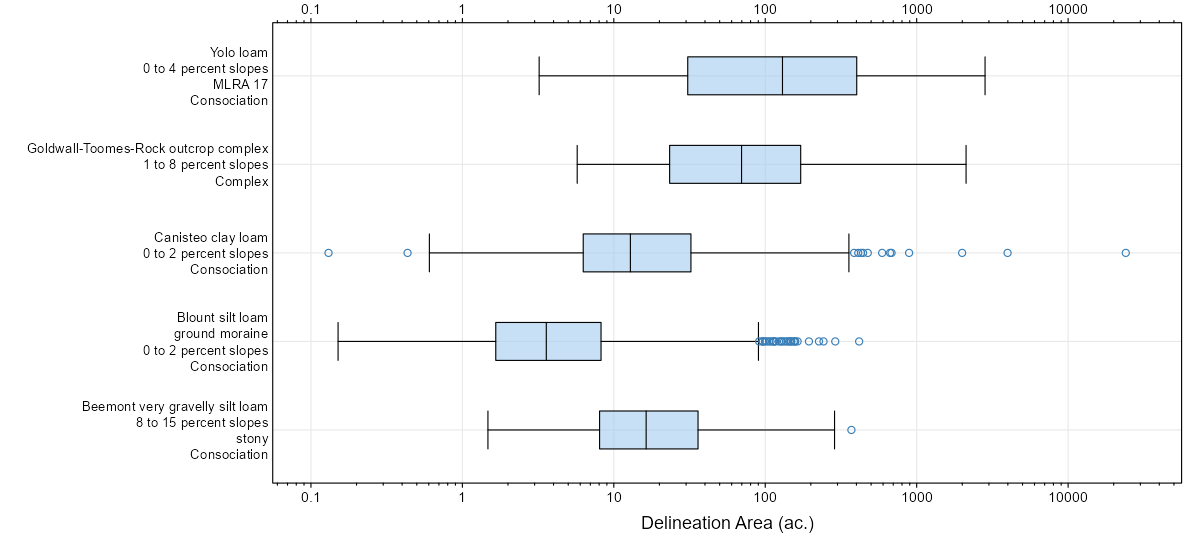 0.1 1 10 100 1000 10000
Yolo loam
0 to 4 percent slopes
MLRA 17
Consociation
Goldwall-Toomes-Rock outcrop complex
1 to 8 percent slopes
Complex
Canisteo clay loam
0 to 2 percent slopes
Consociation
Blount silt loam
ground moraine
0 to 2 percent slopes
Consociation
Beemont very gravelly silt loam
8 to 15 percent slopes
stony
Consociation
0.1 1 10 100 1000 10000
Delineation Area (ac.)